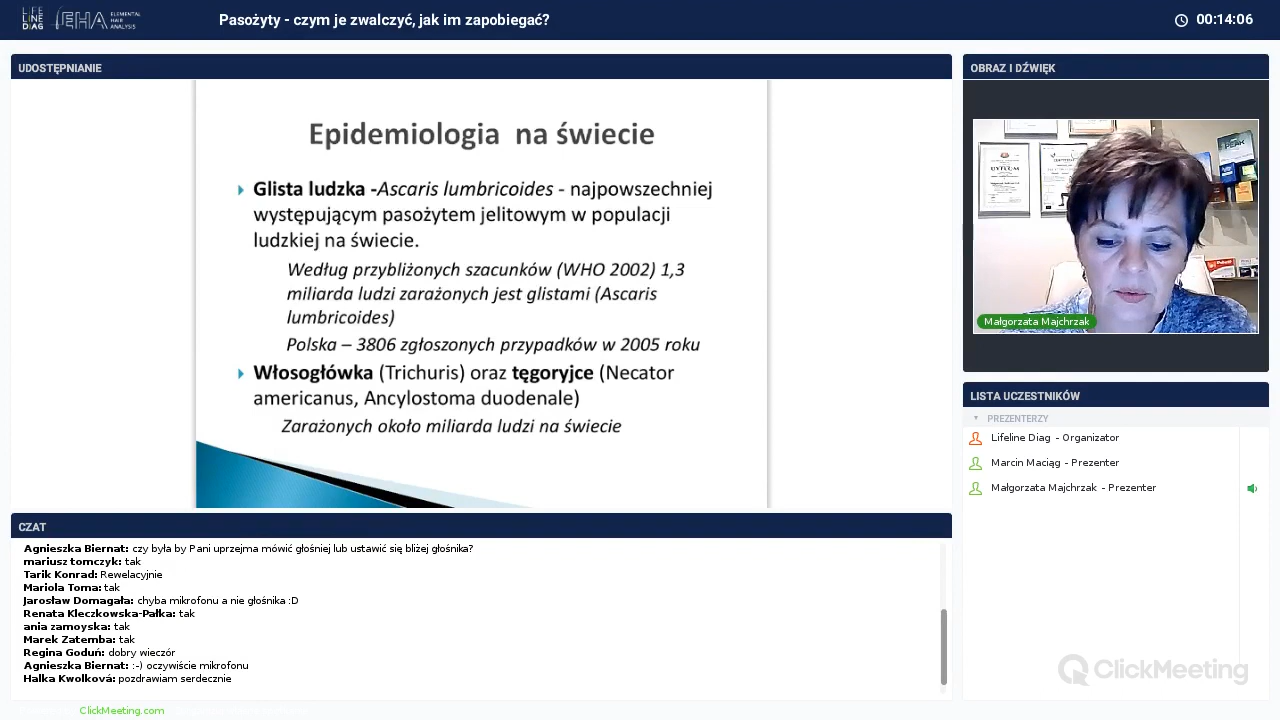 LIFE LINE DIAG EHA ELEMENTAL HAIR ANALYSIS
Pasożyty - czym je zwalczyć, jak im zapobiegać?
00:14:06
UDOSTĘPNIANIE
Epidemiologia na świecie
Glista ludzka -Ascaris lumbricoides - najpowszechniej
występującym pasożytem jelitowym w populacji
ludzkiej na świecie.
Według przybliżonych szacunków (WHO 2002) 1,3
miliarda ludzi zarażonych jest glistami (Ascaris
lumbricoides)
Polska – 3806 zgłoszonych przypadków w 2005 roku
Włosogłówka (Trichuris) oraz tęgoryjce (Necator
americanus, Ancylostoma duodenale)
Zarażonych około miliarda ludzi na świecie
OBRAZ I DŹWIĘK
Małgorzata Majchrzak
LISTA UCZESTNIKÓW
PREZENTERZY
Lifeline Diag - Organizator
Marcin Maciąg - Prezenter
Małgorzata Majchrzak - Prezenter
ClickMeeting
CZAT
Agnieszka Biernat: czy była by Pani uprzejma mówić głośniej lub ustawić się bliżej głośnika?
mariusz tomczyk: tak
Tarik Konrad: Rewelacyjnie
Mariola Toma: tak
Jarosław Domagała: chyba mikrofonu a nie głośnika :D
Renata Kleczkowska-Pałka: tak
ania zamoyska: tak
Marek Zatemba: tak
Regina Goduń: dobry wieczór
Agnieszka Biernat: :-) oczywiście mikrofonu
Halka Kwolková: pozdrawiam serdecznie
ClickMeeting.com